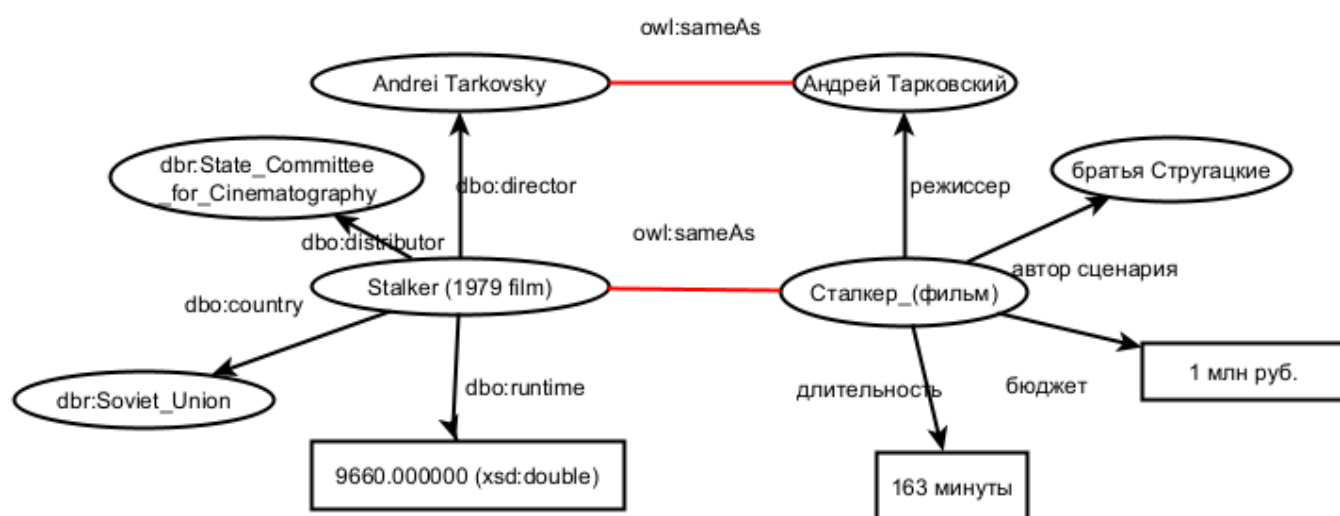 owl:sameAs
Andrei Tarkovsky
Андрей Тарковский
dbr:State_Committee
_for_Cinematography
dbo:director
режиссер
братья Стругацкие
dbo:distributor
owl:sameAs
автор сценария
Stalker (1979 film)
Сталкер_(фильм)
dbo:country
dbr:Soviet_Union
dbo:runtime
длительность
бюджет
1 млн руб.
9660.000000 (xsd:double)
163 минуты